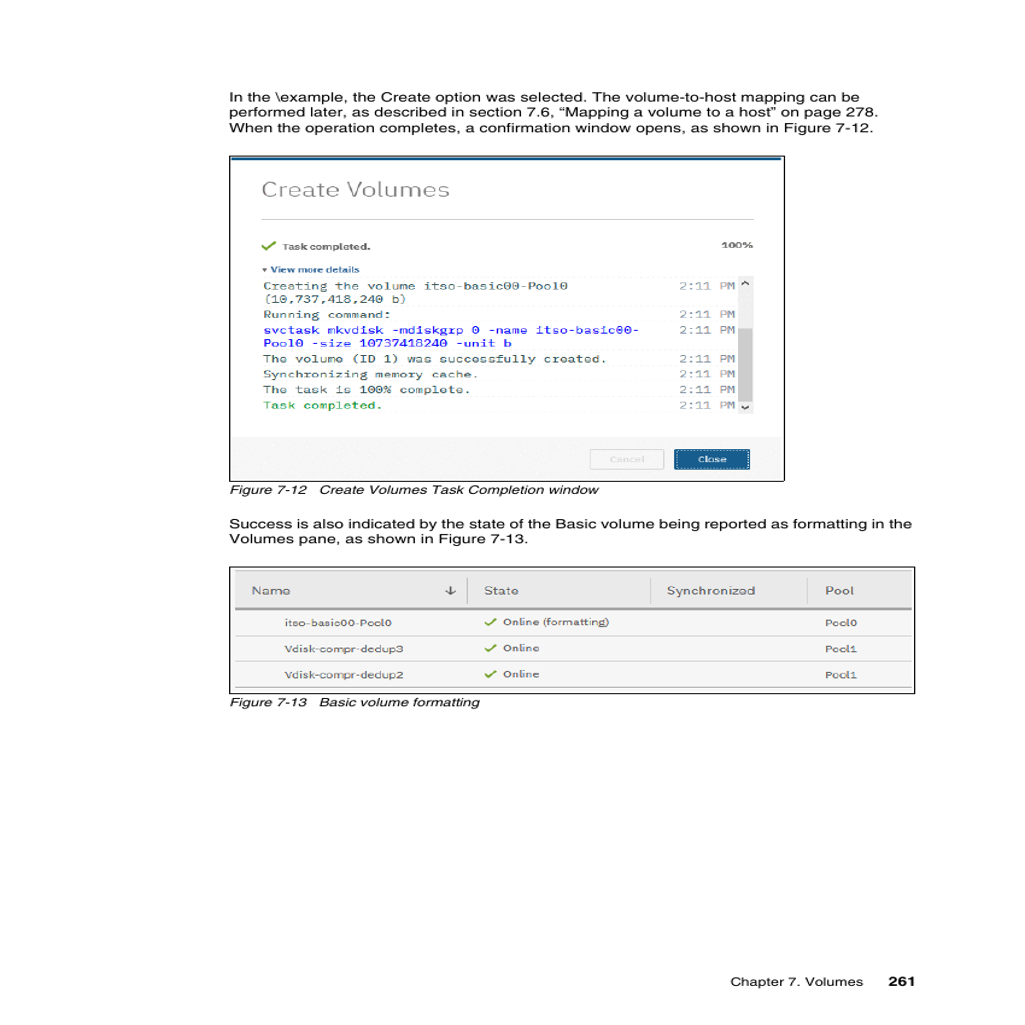 In the \example, the Create option was selected. The volume-to-host mapping can be
performed later, as described in section 7.6, “Mapping a volume to a host” on page 278.
When the operation completes, a confirmation window opens, as shown in Figure 7-12.
Create Volumes
Task completed. 100%
View more details
Creating the volume itso-basic00-Pool0 2:11 PM
(10,737,418,240 b)
Running command: 2:11 PM
svctask mkvdisk -mdiskgrp 0 -name itso-basic00- 2:11 PM
Pool0 -size 10737418240 -unit b
The volume (ID 1) was successfully created. 2:11 PM
Synchronizing memory cache. 2:11 PM
The task is 100% complete. 2:11 PM
Task completed. 2:11 PM
Cancel Close
Figure 7-12 Create Volumes Task Completion window
Success is also indicated by the state of the Basic volume being reported as formatting in the
Volumes pane, as shown in Figure 7-13.
Name State Synchronized Pool
itso-basic00-Pool0 Online (formatting) Pool0
Vdisk-compr-dedup3 Online Pool1
Vdisk-compr-dedup2 Online Pool1
Figure 7-13 Basic volume formatting
Chapter 7. Volumes 261